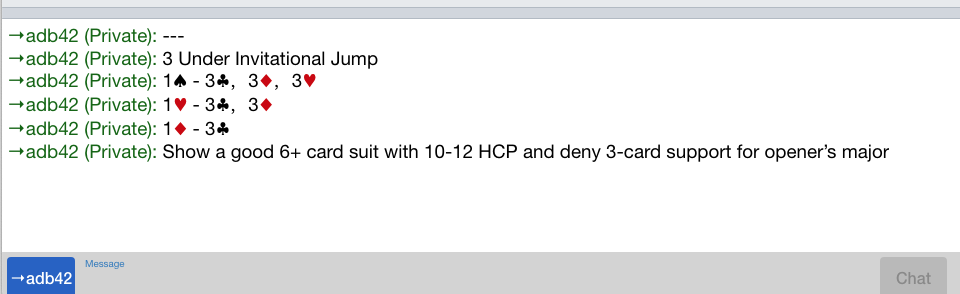 →adb42 (Private): ---
→adb42 (Private): 3 Under Invitational Jump
→adb42 (Private): 1♠ - 3♣, 3♦, 3♥
→adb42 (Private): 1♥ - 3♣, 3♦
→adb42 (Private): 1♦ - 3♣
→adb42 (Private): Show a good 6+ card suit with 10-12 HCP and deny 3-card support for opener’s major
Message
→adb42
Chat